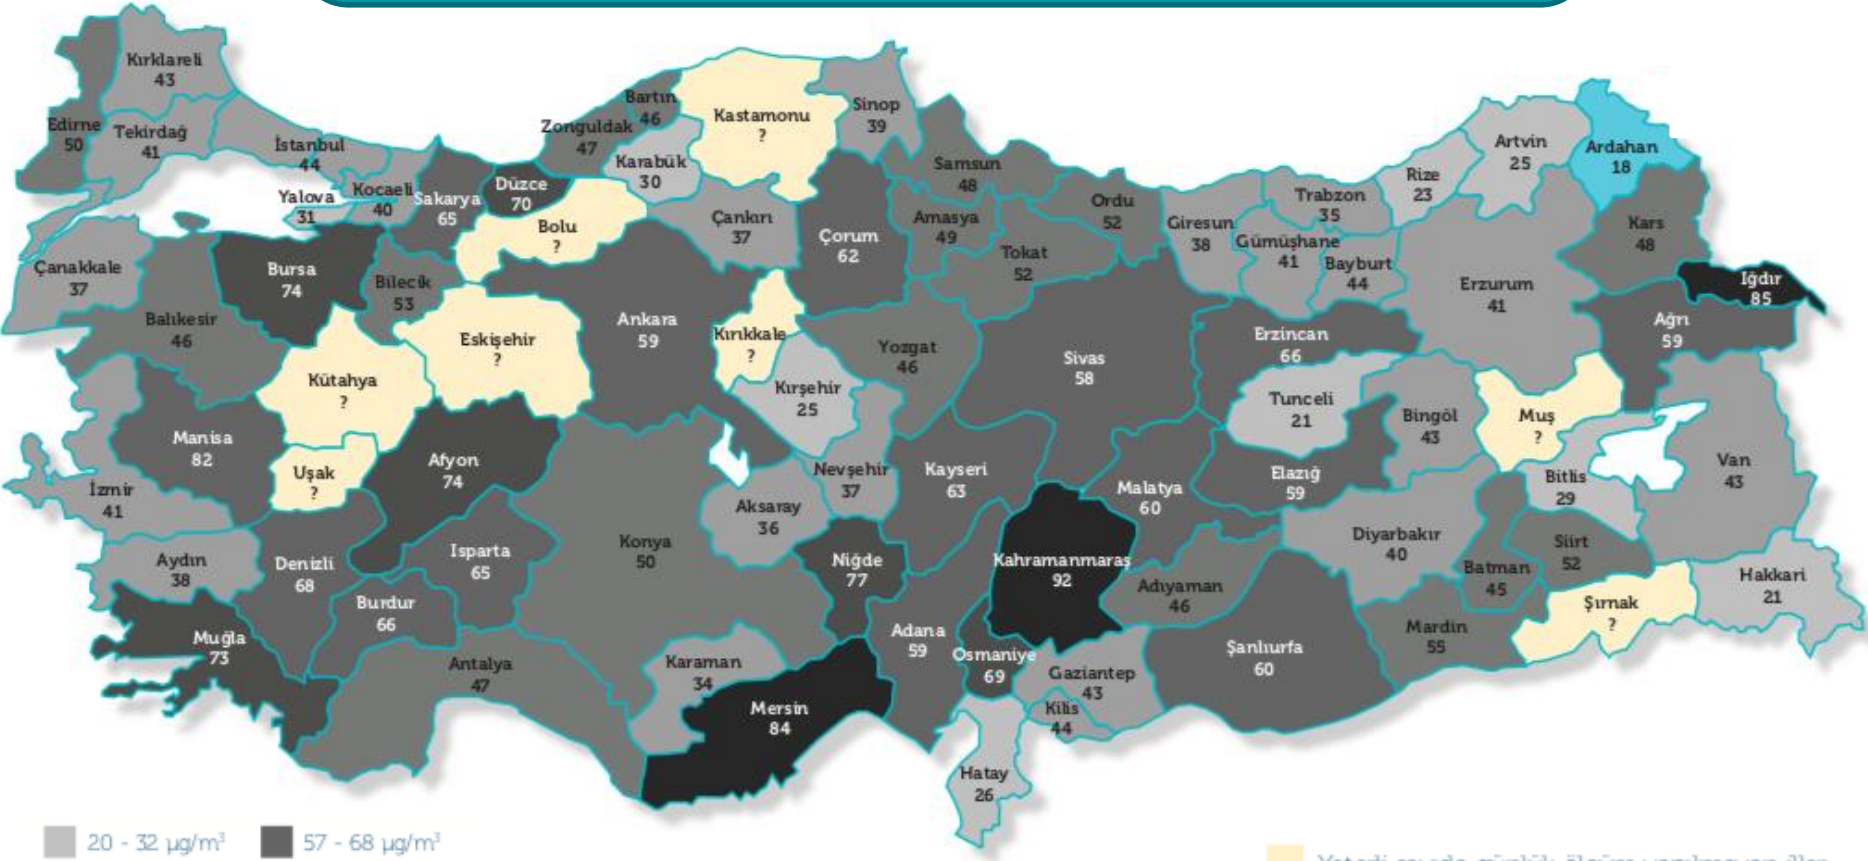 Kırklareli
43
Edirne
50
Tekirdağ
41
İstanbul
44
Yalova
31
Kocaeli
40
Sakarya
65
Düzce
70
Zonguldak
47
Bartın
46
Karabük
30
Kastamonu
?
Sinop
39
Bolu
?
Çankırı
37
Çorum
62
Samsun
48
Amasya
49
Tokat
52
Ordu
52
Giresun
38
Gümüşhane
41
Trabzon
35
Bayburt
44
Rize
23
Artvin
25
Ardahan
18
Kars
48
Iğdır
85
Ağrı
59
Erzurum
41
Çanakkale
37
Balıkesir
46
Bursa
74
Bilecik
53
Eskişehir
?
Kütahya
?
Ankara
59
Kırıkkale
?
Kırşehir
25
Yozgat
46
Sivas
58
Erzincan
66
Tunceli
21
Bingöl
43
Muş
?
Bitlis
29
Van
43
Manisa
82
Uşak
?
Afyon
74
İzmir
41
Aydın
38
Denizli
68
Isparta
65
Burdur
66
Muğla
73
Antalya
47
Konya
50
Aksaray
36
Nevşehir
37
Kayseri
63
Niğde
77
Karaman
34
Mersin
84
Adana
59
Osmaniye
69
Kahramanmaraş
92
Malatya
60
Elazığ
59
Adıyaman
46
Gaziantep
43
Kilis
44
Hatay
26
Şanlıurfa
60
Diyarbakır
40
Mardin
55
Batman
45
Siirt
52
Şırnak
?
Hakkari
21
20 - 32 µg/m³
57 - 68 µg/m³